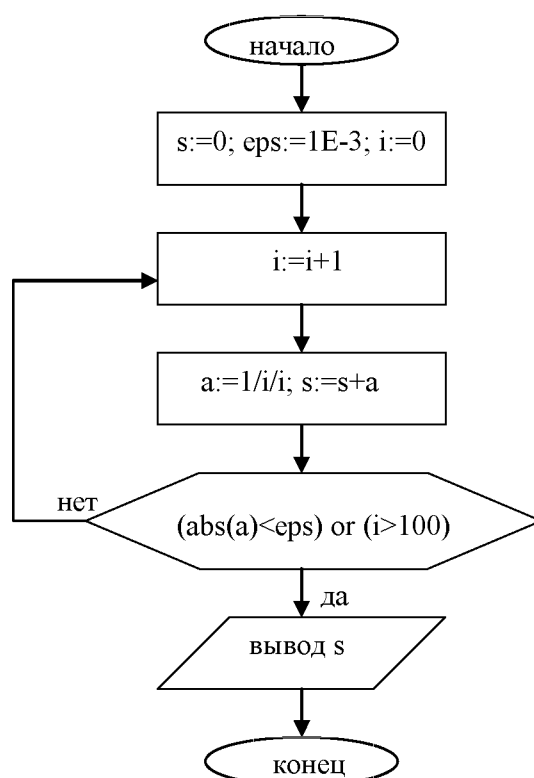 начало
s:=0; eps:=1E-3; i:=0
i:=i+1
a:=1/i/i; s:=s+a
нет
(abs(a)<eps) or (i>100)
да
вывод s
конец